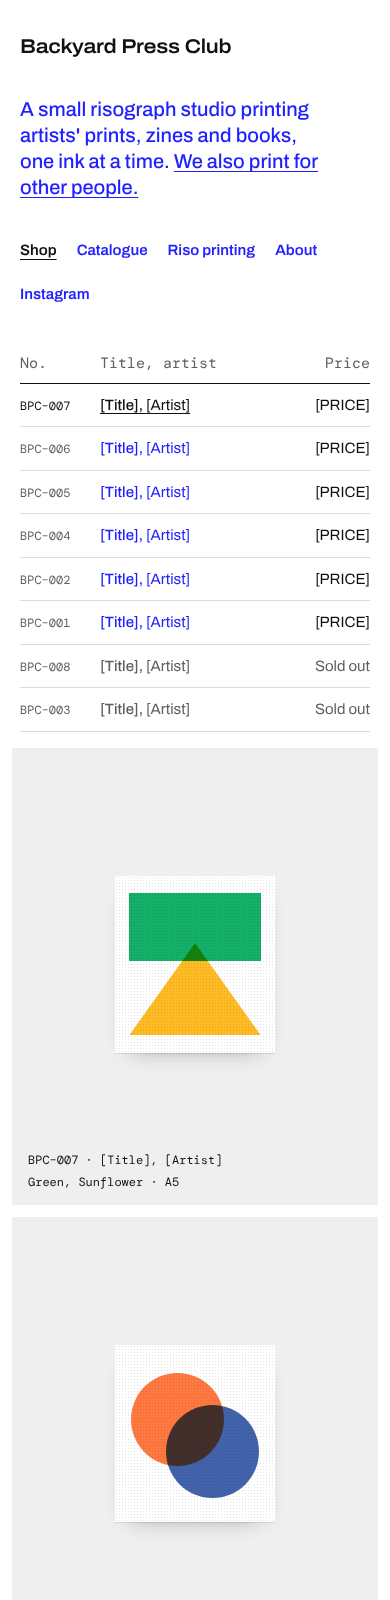 Backyard Press Club
A small risograph studio printing
artists' prints, zines and books,
one ink at a time. We also print for
other people.
Shop Catalogue Riso printing About
Instagram
No. Title, artist Price
BPC-007 [Title], [Artist] [PRICE]
BPC-006 [Title], [Artist] [PRICE]
BPC-005 [Title], [Artist] [PRICE]
BPC-004 [Title], [Artist] [PRICE]
BPC-002 [Title], [Artist] [PRICE]
BPC-001 [Title], [Artist] [PRICE]
BPC-008 [Title], [Artist] Sold out
BPC-003 [Title], [Artist] Sold out
BPC-007 · [Title], [Artist]
Green, Sunflower · A5